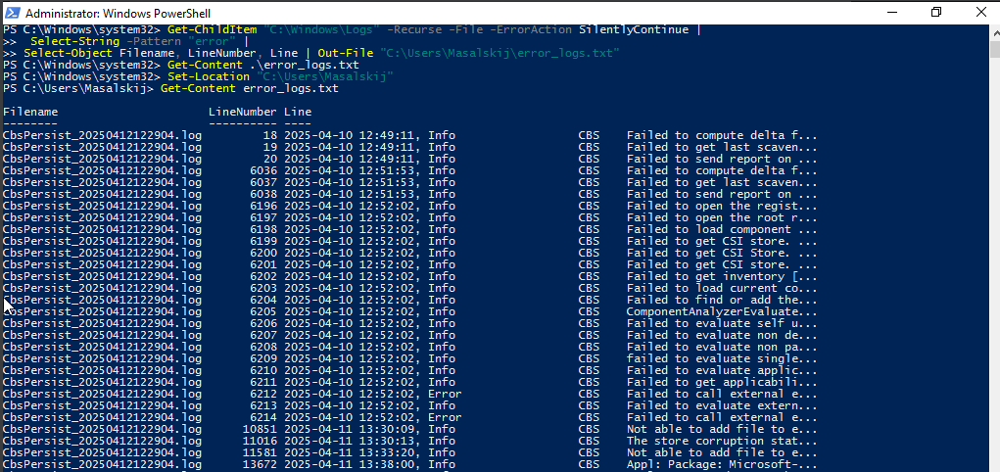 Administrator: Windows PowerShell
PS C:\Windows\system32> Get-ChildItem "C:\Windows\Logs" -Recurse -File -ErrorAction SilentlyContinue |
>>  Select-String -Pattern "error" |
>> Select-Object Filename, LineNumber, Line | Out-File "C:\Users\Masalskij\error_logs.txt"
PS C:\Windows\system32> Get-Content .\error_logs.txt
PS C:\Windows\system32> Set-Location "C:\Users\Masalskij"
PS C:\Users\Masalskij> Get-Content error_logs.txt
Filename LineNumber Line
-------- ---------- ----
CbsPersist_20250412122904.log 18 2025-04-10 12:49:11, Info CBS Failed to compute delta f...
CbsPersist_20250412122904.log 19 2025-04-10 12:49:11, Info CBS Failed to get last scaven...
CbsPersist_20250412122904.log 20 2025-04-10 12:49:11, Info CBS Failed to send report on ...
CbsPersist_20250412122904.log 6036 2025-04-10 12:51:53, Info CBS Failed to compute delta f...
CbsPersist_20250412122904.log 6037 2025-04-10 12:51:53, Info CBS Failed to get last scaven...
CbsPersist_20250412122904.log 6038 2025-04-10 12:51:53, Info CBS Failed to send report on ...
CbsPersist_20250412122904.log 6196 2025-04-10 12:52:02, Info CBS Failed to open the regist...
CbsPersist_20250412122904.log 6197 2025-04-10 12:52:02, Info CBS Failed to open the root r...
CbsPersist_20250412122904.log 6198 2025-04-10 12:52:02, Info CBS Failed to load component ...
CbsPersist_20250412122904.log 6199 2025-04-10 12:52:02, Info CBS Failed to get CSI store. ...
CbsPersist_20250412122904.log 6200 2025-04-10 12:52:02, Info CBS Failed to get CSI Store. ...
CbsPersist_20250412122904.log 6201 2025-04-10 12:52:02, Info CBS Failed to get CSI store. ...
CbsPersist_20250412122904.log 6202 2025-04-10 12:52:02, Info CBS Failed to get inventory [...
CbsPersist_20250412122904.log 6203 2025-04-10 12:52:02, Info CBS Failed to load current co...
CbsPersist_20250412122904.log 6204 2025-04-10 12:52:02, Info CBS Failed to find or add the...
CbsPersist_20250412122904.log 6205 2025-04-10 12:52:02, Info CBS ComponentAnalyzerEvaluate...
CbsPersist_20250412122904.log 6206 2025-04-10 12:52:02, Info CBS Failed to evaluate self u...
CbsPersist_20250412122904.log 6207 2025-04-10 12:52:02, Info CBS Failed to evaluate non de...
CbsPersist_20250412122904.log 6208 2025-04-10 12:52:02, Info CBS Failed to evaluate non pa...
CbsPersist_20250412122904.log 6209 2025-04-10 12:52:02, Info CBS failed to evaluate single...
CbsPersist_20250412122904.log 6210 2025-04-10 12:52:02, Info CBS Failed to evaluate applic...
CbsPersist_20250412122904.log 6211 2025-04-10 12:52:02, Info CBS Failed to get applicabili...
CbsPersist_20250412122904.log 6212 2025-04-10 12:52:02, Error CBS Failed to call external e...
CbsPersist_20250412122904.log 6213 2025-04-10 12:52:02, Info CBS Failed to evaluate extern...
CbsPersist_20250412122904.log 6214 2025-04-10 12:52:02, Error CBS Failed to call external e...
CbsPersist_20250412122904.log 10851 2025-04-11 13:30:09, Info CBS Not able to add file to e...
CbsPersist_20250412122904.log 11016 2025-04-11 13:30:13, Info CBS The store corruption stat...
CbsPersist_20250412122904.log 11581 2025-04-11 13:33:20, Info CBS Not able to add file to e...
CbsPersist_20250412122904.log 13672 2025-04-11 13:38:00, Info CBS Appl: Package: Microsoft-...